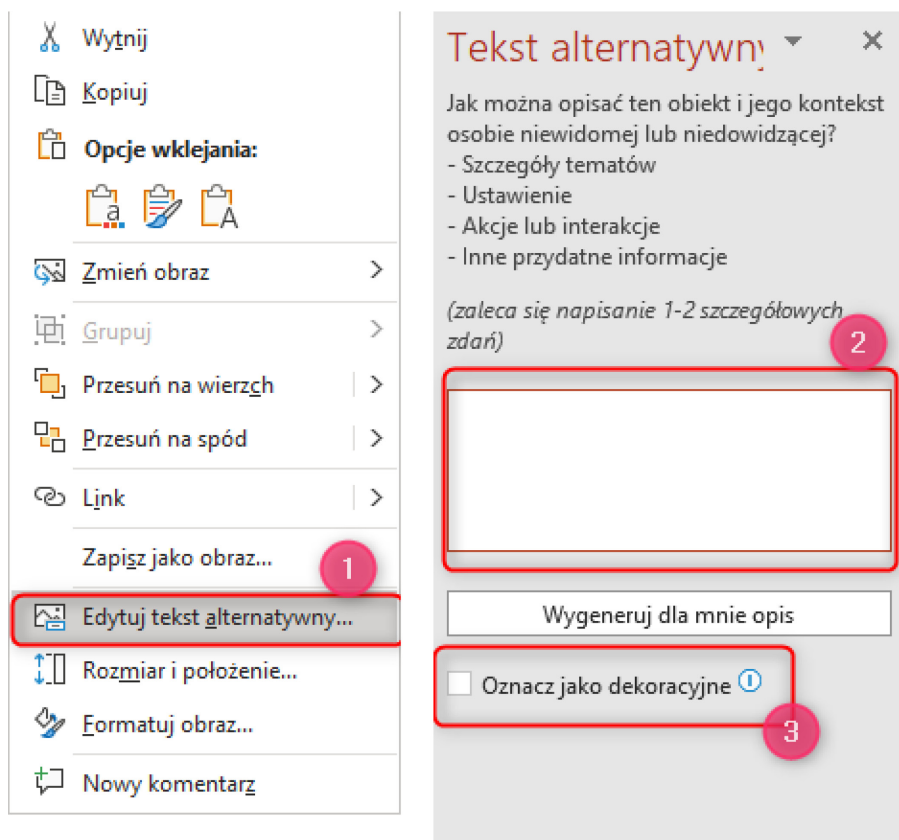 Wytnij
Kopiuj
Opcje wklejania:
Zmień obraz
Grupuj
Przesuń na wierzch
Przesuń na spód
Link
Zapisz jako obraz...
1
Edytuj tekst alternatywny...
Rozmiar i położenie...
Formatuj obraz...
Nowy komentarz
Tekst alternatywny
Jak można opisać ten obiekt i jego kontekst
osobie niewidomej lub niedowidzącej?
- Szczegóły tematów
- Ustawienie
- Akcje lub interakcje
- Inne przydatne informacje
(zaleca się napisanie 1-2 szczegółowych
zdań)
2
Wygeneruj dla mnie opis
Oznacz jako dekoracyjne
3